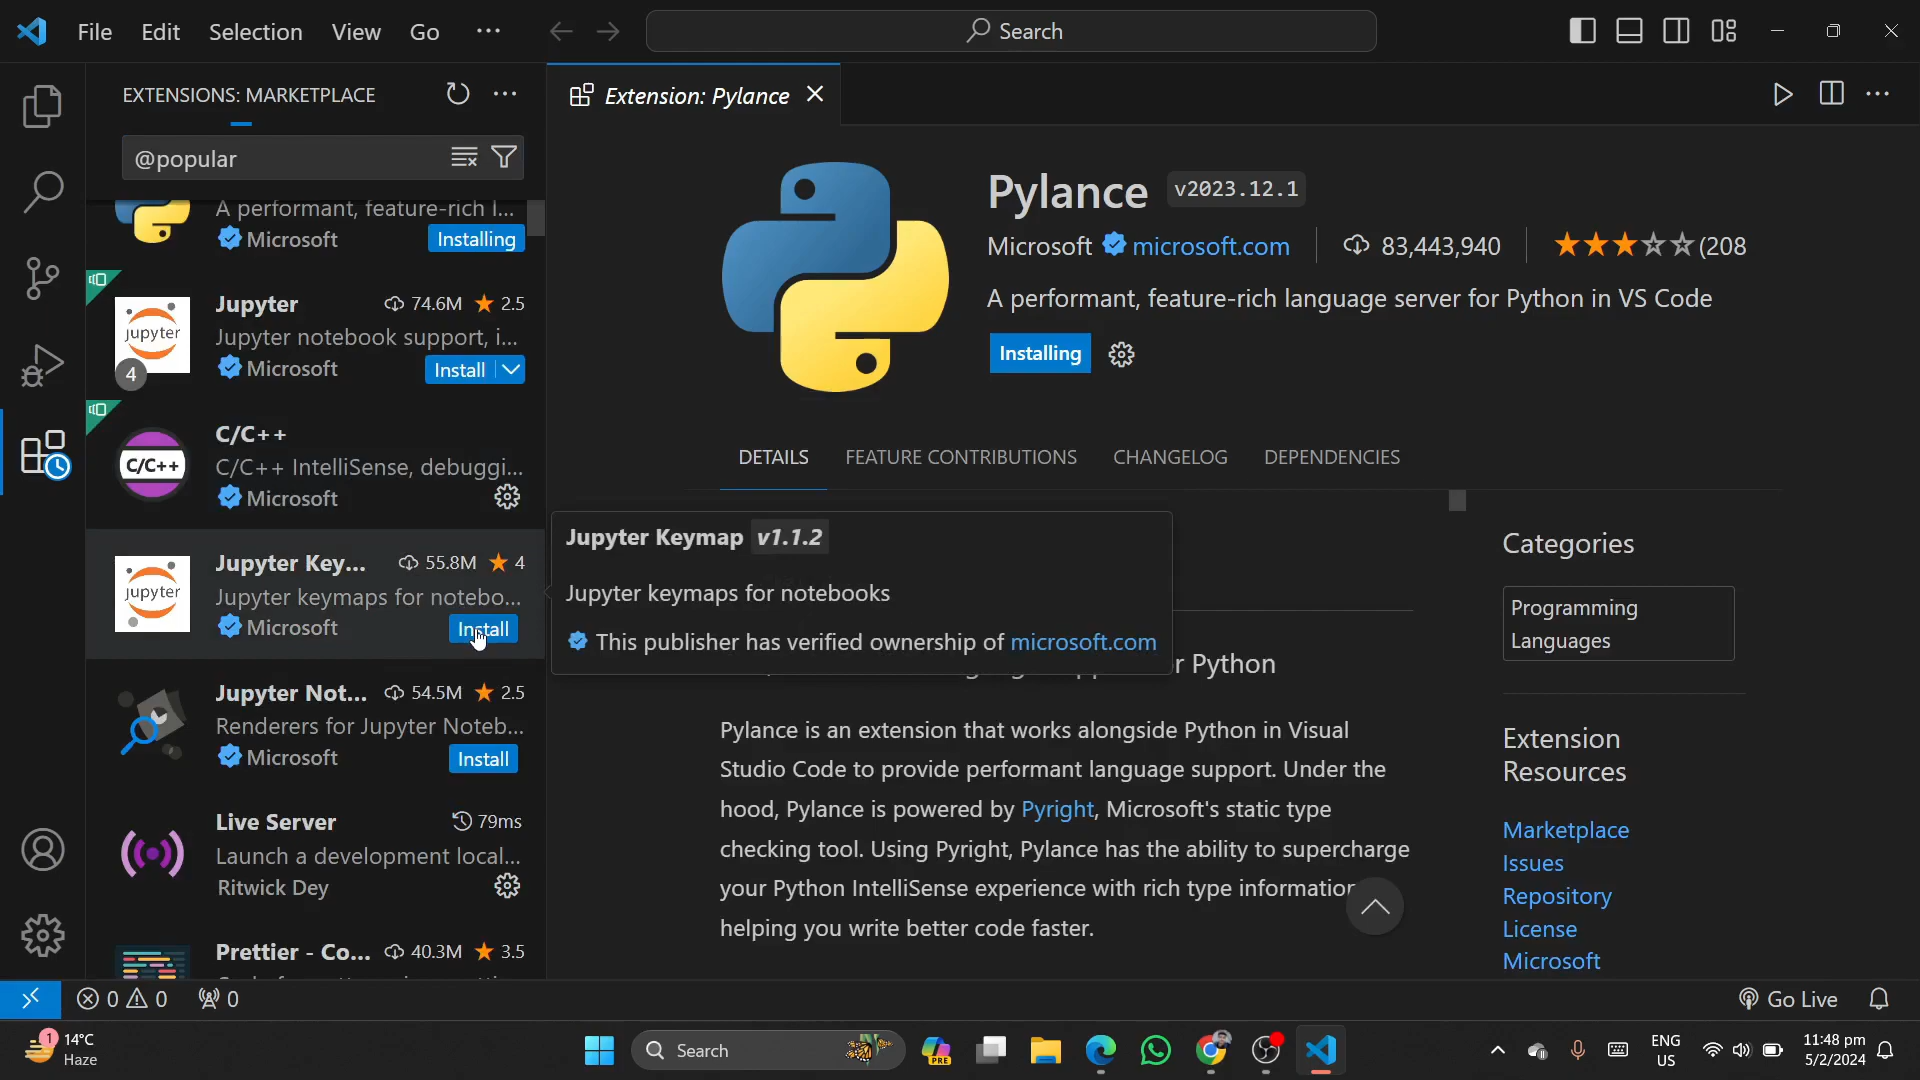 File Edit Selection View Go ···
Search
EXTENSIONS: MARKETPLACE
@popular
A performant, feature-rich l...
Microsoft Installing
Jupyter 74.6M 2.5
Jupyter notebook support, i...
Microsoft Install
jupyter
4
C/C++
C/C++ IntelliSense, debuggi...
Microsoft
C/C++
Jupyter Key... 55.8M 4
Jupyter keymaps for notebo...
Microsoft Install
jupyter
Jupyter Not... 54.5M 2.5
Renderers for Jupyter Noteb...
Microsoft Install
Live Server 79ms
Launch a development local...
Ritwick Dey
Prettier - Co... 40.3M 3.5
Extension: Pylance
Pylance v2023.12.1
Microsoft microsoft.com 83,443,940 (208
A performant, feature-rich language server for Python in VS Code
Installing
DETAILS FEATURE CONTRIBUTIONS CHANGELOG DEPENDENCIES
Jupyter Keymap v1.1.2
Jupyter keymaps for notebooks
This publisher has verified ownership of microsoft.com
r Python
Pylance is an extension that works alongside Python in Visual
Studio Code to provide performant language support. Under the
hood, Pylance is powered by Pyright, Microsoft's static type
checking tool. Using Pyright, Pylance has the ability to supercharge
your Python IntelliSense experience with rich type information
helping you write better code faster.
Categories
Programming
Languages
Extension
Resources
Marketplace
Issues
Repository
License
Microsoft
0 0 0
Go Live
1
14°C
Haze
Search
PRE
ENG
US
11:48 pm
5/2/2024